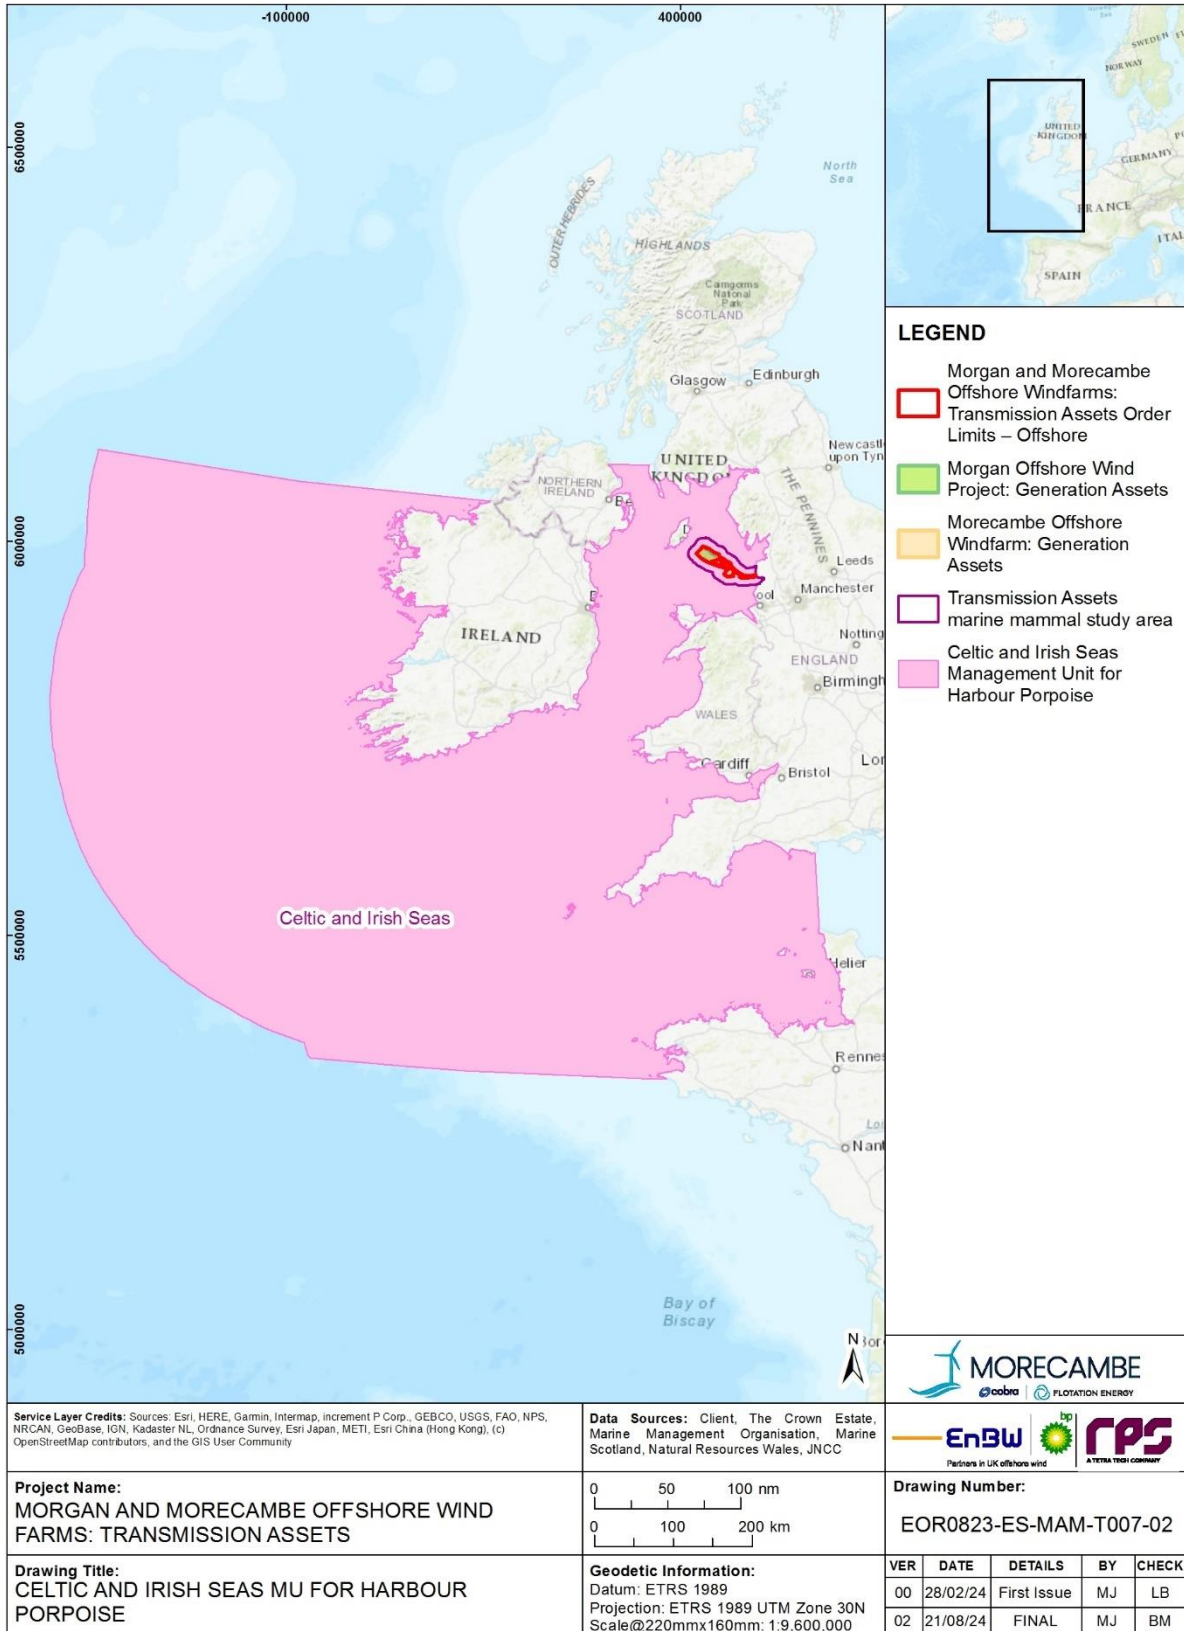 -100000
400000
6500000
6000000
5500000
5000000
North
Sea
OUTER HEBRIDES
HIGHLANDS
Cairngorms
National
Park
SCOTLAND
Glasgow
Edinburgh
Newcastl
upon Tyn
UNITED
KINGDO
NORTHERN
IRELAND
Be
THE PENNINES
D
Leeds
Manchester
ool
D
IRELAND
Notting
ENGLAND
Birmingh
WALES
Cardiff
Bristol
Lor
Celtic and Irish Seas
Helier
Rennes
Loi
Nant
Bay of
Biscay
Bor
N
SWEDEN
NORWAY
UNITED
KINGDOM
GERMANY
FRANCE
ITAL
SPAIN
LEGEND
Morgan and Morecambe
Offshore Windfarms:
Transmission Assets Order
Limits – Offshore
Morgan Offshore Wind
Project: Generation Assets
Morecambe Offshore
Windfarm: Generation
Assets
Transmission Assets
marine mammal study area
Celtic and Irish Seas
Management Unit for
Harbour Porpoise
MORECAMBE
cobra FLOTATION ENERGY
EnBW bp rps
Partners in UK offshore wind
A TETRA TECH COMPANY
Service Layer Credits: Sources: Esri, HERE, Garmin, Intermap, increment P Corp., GEBCO, USGS, FAO, NPS,
NRCAN, GeoBase, IGN, Kadaster NL, Ordnance Survey, Esri Japan, METI, Esri China (Hong Kong), (c)
OpenStreetMap contributors, and the GIS User Community
Data Sources: Client, The Crown Estate,
Marine Management Organisation, Marine
Scotland, Natural Resources Wales, JNCC
Project Name:
MORGAN AND MORECAMBE OFFSHORE WIND
FARMS: TRANSMISSION ASSETS
0 50 100 nm
0 100 200 km
Drawing Number:
EOR0823-ES-MAM-T007-02
Drawing Title:
CELTIC AND IRISH SEAS MU FOR HARBOUR
PORPOISE
Geodetic Information:
Datum: ETRS 1989
Projection: ETRS 1989 UTM Zone 30N
Scale@220mmx160mm: 1:9,600,000
VER DATE DETAILS BY CHECK
00 28/02/24 First Issue MJ LB
02 21/08/24 FINAL MJ BM